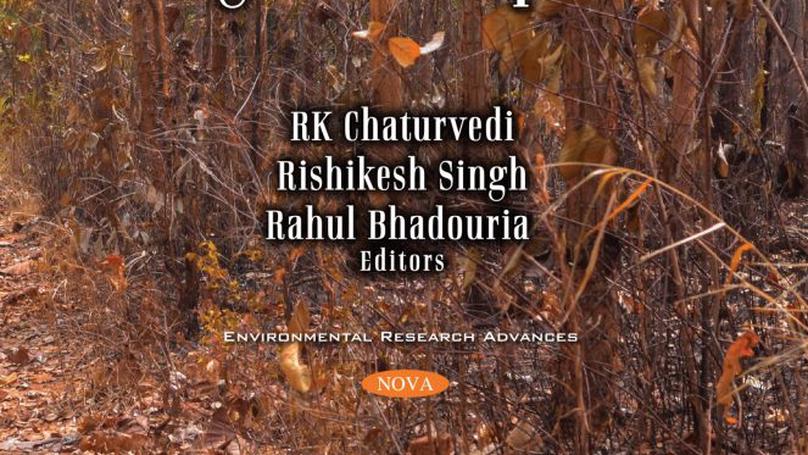 RK Chaturvedi
Rishikesh Singh
Rahul Bhadouria
Editors
ENVIRONMENTAL RESEARCH ADVANCES
NOVA